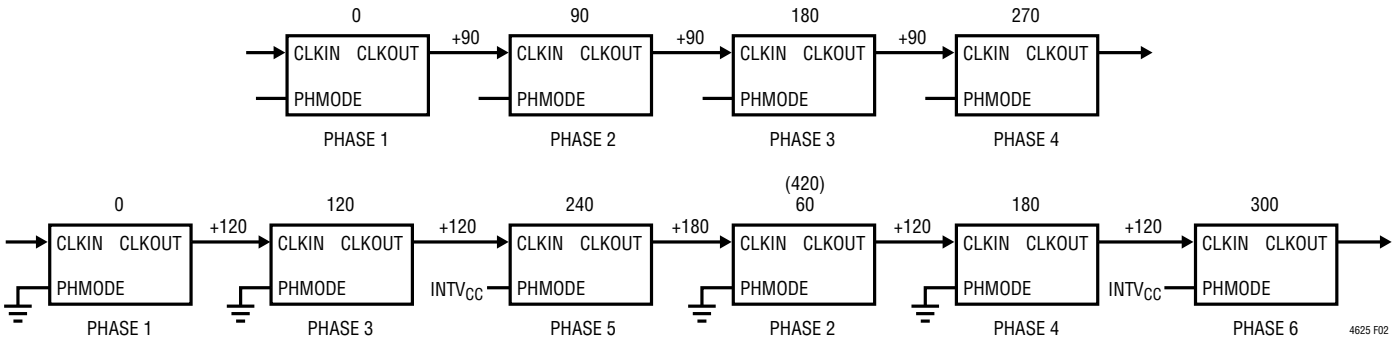 0 90 180 270
CLKIN CLKOUT +90 CLKIN CLKOUT +90 CLKIN CLKOUT +90 CLKIN CLKOUT
PHMODE PHMODE PHMODE PHMODE
PHASE 1 PHASE 2 PHASE 3 PHASE 4
(420)
0 120 240 60 180 300
CLKIN CLKOUT +120 CLKIN CLKOUT +120 CLKIN CLKOUT +180 CLKIN CLKOUT +120 CLKIN CLKOUT +120 CLKIN CLKOUT
PHMODE PHMODE INTVCC PHMODE PHMODE PHMODE INTVCC PHMODE
PHASE 1 PHASE 3 PHASE 5 PHASE 2 PHASE 4 PHASE 6
4625 F02